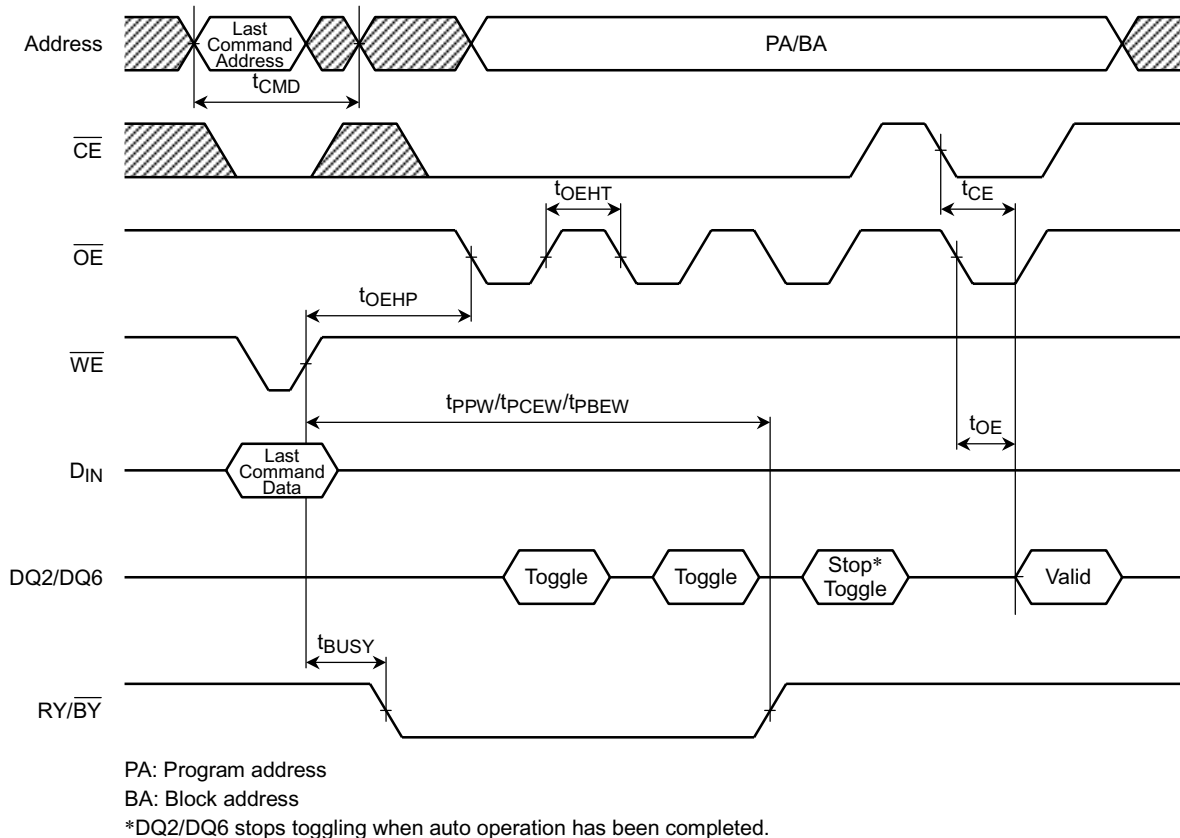 Address
Last
Command
Address
PA/BA
tCMD
CE
tOEHT
tCE
OE
tOEHP
WE
tPPW/tPCEW/tPBEW
tOE
DIN
Last
Command
Data
DQ2/DQ6
Toggle
Toggle
Stop*
Toggle
Valid
tBUSY
RY/BY
PA: Program address
BA: Block address
*DQ2/DQ6 stops toggling when auto operation has been completed.